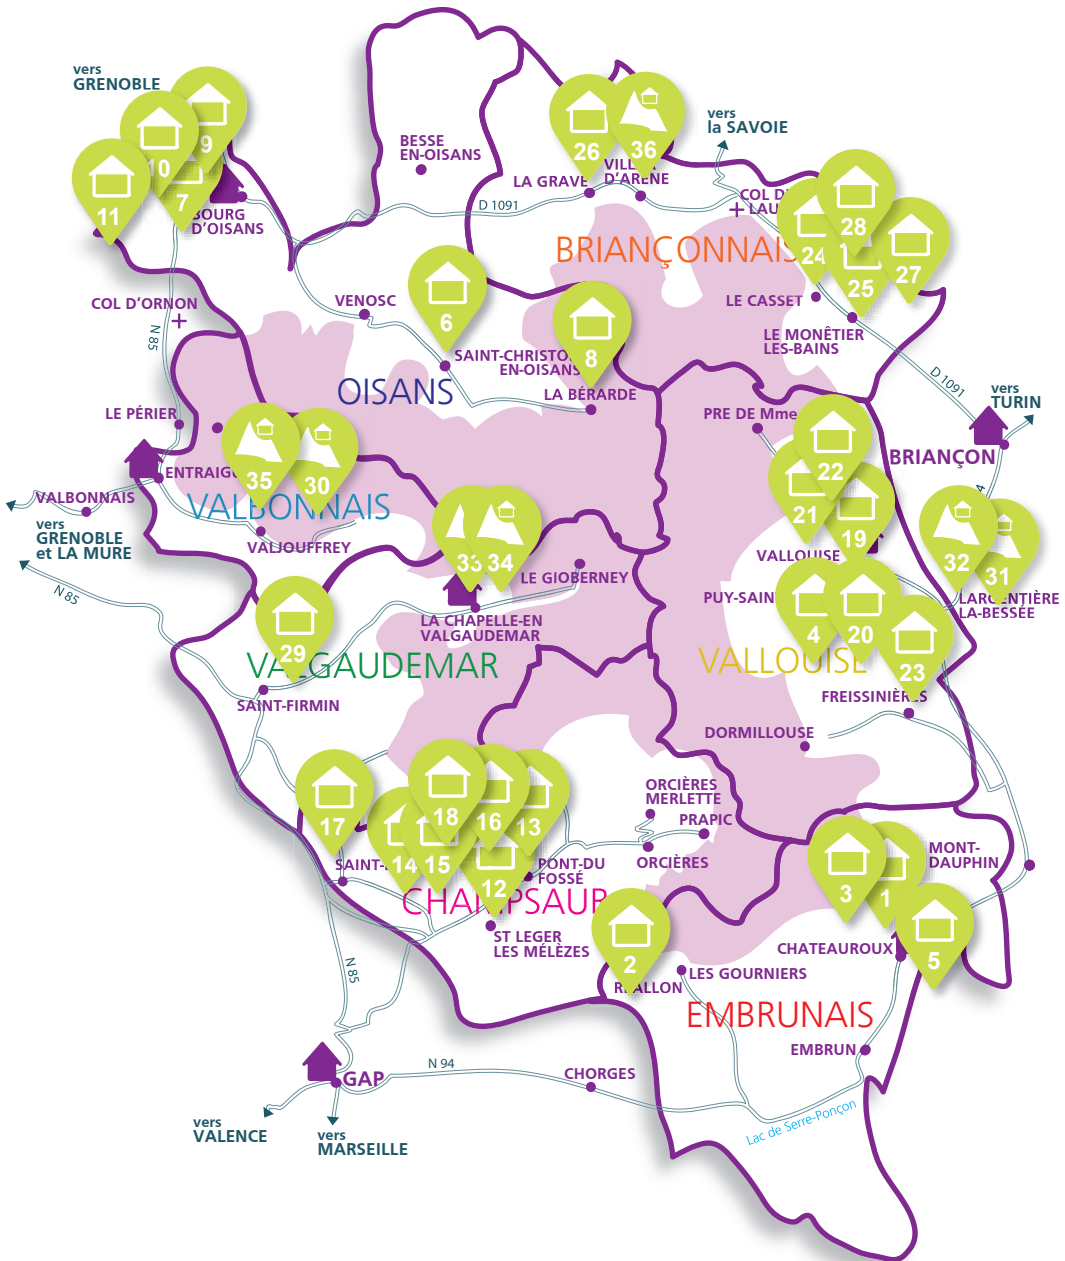 vers
GRENOBLE
9
10
11
7
BOURG
D'OISANS
BESSE
EN-OISANS
26
36
LA GRAVE
D'ARÈNE
D 1091
vers
la SAVOIE
COL
28
24
25
27
BRIANÇONNAIS
LE CASSET
LE MONÊTIER
LES-BAINS
D 1091
COL D'ORNON
N 85
VENOSC
6
8
OISANS
EN-OISANS
LA BÉRARDE
LE PÉRIER
PRE DE Mme
vers
TURIN
BRIANÇON
35
30
VALBONNAIS
VALBONNAIS
vers
GRENOBLE
et LA MURE
VALJOUFFREY
N 85
22
21
19
VALLOUISE
32
31
LA-BESSÉE
33
34
LE GIOBERNEY
LA CHAPELLE-EN
VALGAUDEMAR
29
VALGAUDEMAR
SAINT-FIRMIN
4
20
23
VALLOUISE
FREISSINIÈRES
DORMILLOUSE
17
18
16
13
14
15
12
PONT-DU
FOSSÉ
CHAMPSAUR
ST LEGER
LES MÉLÈZES
ORCIÈRES
MERLETTE
PRAPIC
ORCIÈRES
3
1
5
MONT-
DAUPHIN
CHATEAUROUX
2
LES GOURNIERS
EMBRUNAIS
EMBRUN
N 85
GAP
N 94
CHORGES
Lac de Serre-Ponçon
vers
VALENCE
vers
MARSEILLE